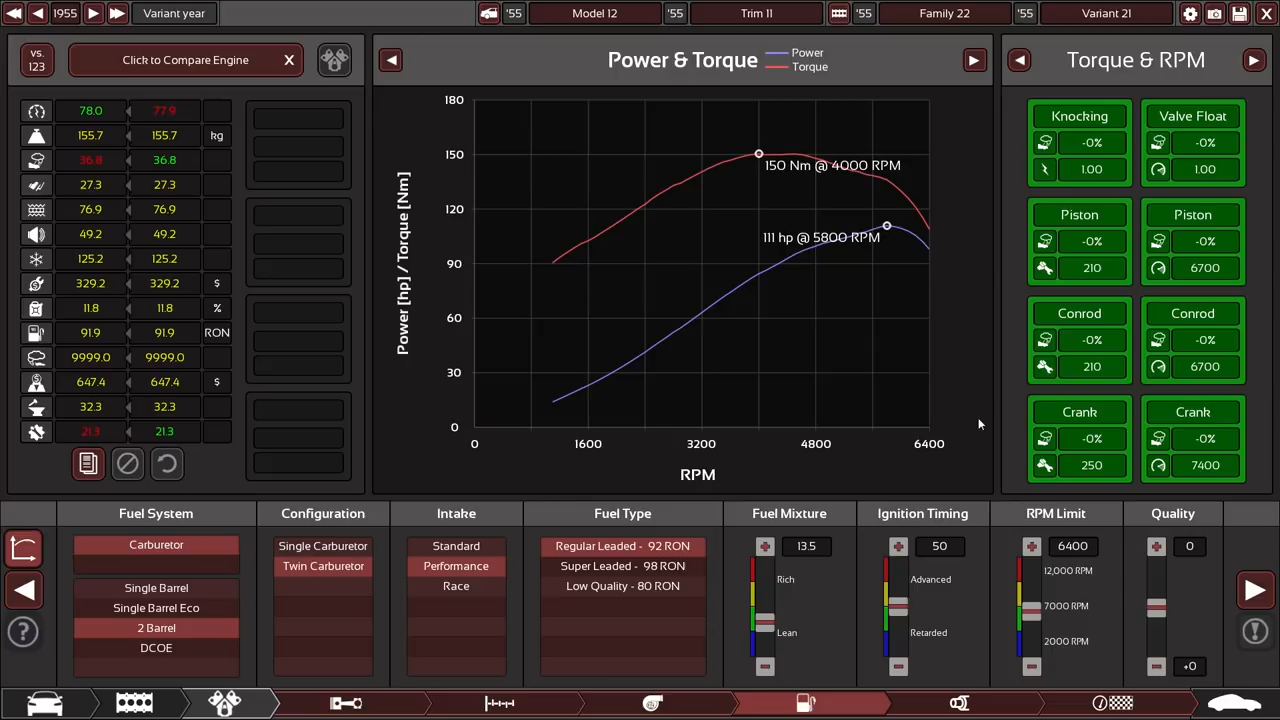 1955
Variant year
'55
Model 12
'55
Trim 11
'55
Family 22
'55
Variant 21
vs.
123
Click to Compare Engine
X
Power & Torque
Power
Torque
Torque & RPM
78.0 77.9
155.7 155.7 kg
36.8 36.8
27.3 27.3
76.9 76.9
49.2 49.2
125.2 125.2
329.2 329.2 $
11.8 11.8 %
91.9 91.9 RON
9999.0 9999.0
647.4 647.4 $
32.3 32.3
21.3 21.3
180
150
120
90
60
30
0
0 1600 3200 4800 6400
RPM
Power [hp] / Torque [Nm]
150 Nm @ 4000 RPM
111 hp @ 5800 RPM
Knocking
-0%
1.00
Valve Float
-0%
1.00
Piston
-0%
210
Piston
-0%
6700
Conrod
-0%
210
Conrod
-0%
6700
Crank
-0%
250
Crank
-0%
7400
Fuel System
Carburetor
Single Barrel
Single Barrel Eco
2 Barrel
DCOE
Configuration
Single Carburetor
Twin Carburetor
Intake
Standard
Performance
Race
Fuel Type
Regular Leaded - 92 RON
Super Leaded - 98 RON
Low Quality - 80 RON
Fuel Mixture
13.5
Rich
Lean
Ignition Timing
50
Advanced
Retarded
RPM Limit
6400
12,000 RPM
7000 RPM
2000 RPM
Quality
0
+0